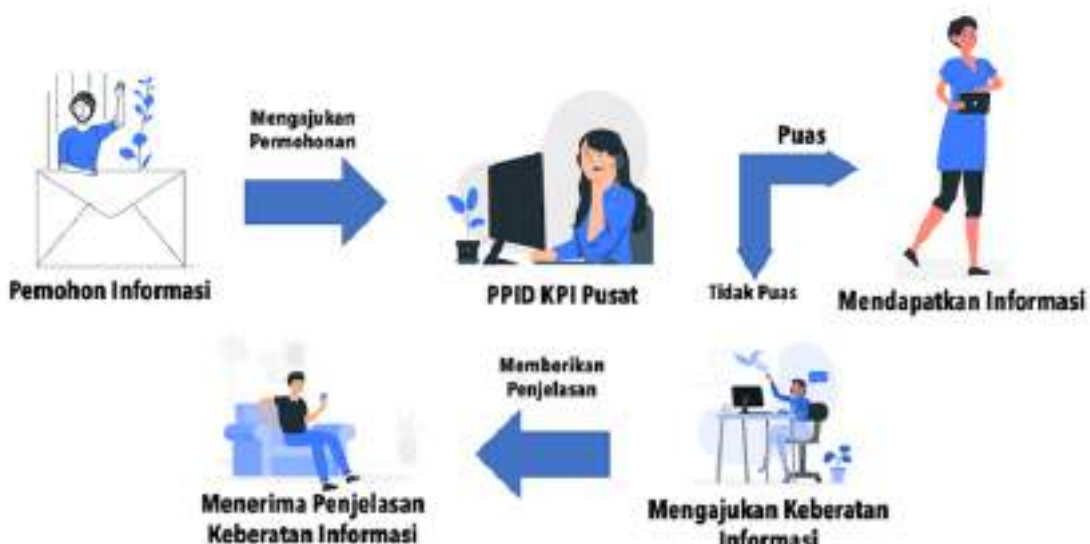 Mengajukan
Permohonan
Puas
Pemohon Informasi
PPID KPI Pusat
Tidak Puas
Mendapatkan Informasi
Memberikan
Penjelasan
Menerima Penjelasan
Keberatan Informasi
Mengajukan Keberatan
Informasi